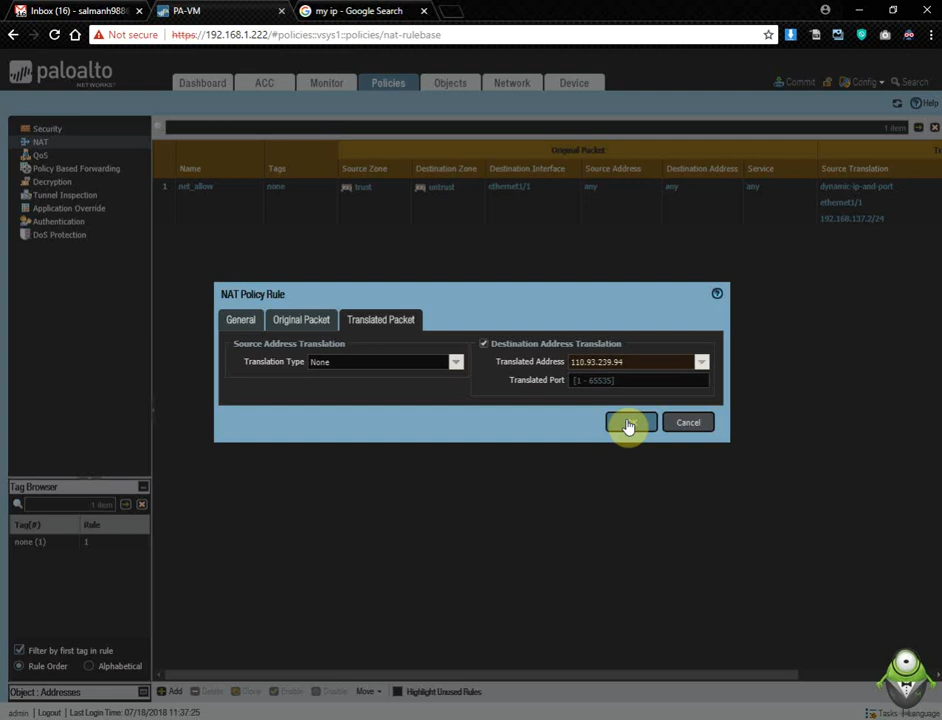 Inbox (16) - salmanh988
PA-VM
my ip - Google Search
Not secure
https://192.168.1.222/#policies::vsys1::policies/nat-rulebase
paloalto
NETWORKS
Dashboard
ACC
Monitor
Policies
Objects
Network
Device
Commit
Config
Search
Help
Security
NAT
QoS
Policy Based Forwarding
Decryption
Tunnel Inspection
Application Override
Authentication
DoS Protection
1 item
Original Packet
Name
Tags
Source Zone
Destination Zone
Destination Interface
Source Address
Destination Address
Service
Source Translation
1
net_allow
none
trust
untrust
ethernet1/1
any
any
any
dynamic-ip-and-port
ethernet1/1
192.168.137.2/24
NAT Policy Rule
General
Original Packet
Translated Packet
Source Address Translation
Translation Type
None
Destination Address Translation
Translated Address
110.93.239.94
Translated Port
[1 - 65535]
Cancel
Tag Browser
1 item
Tag(#)
Rule
none (1)
1
Filter by first tag in rule
Rule Order
Alphabetical
Object : Addresses
Add
Delete
Clone
Enable
Disable
Move
Highlight Unused Rules
admin
Logout
Last Login Time: 07/18/2018 11:37:25
Tasks
Language